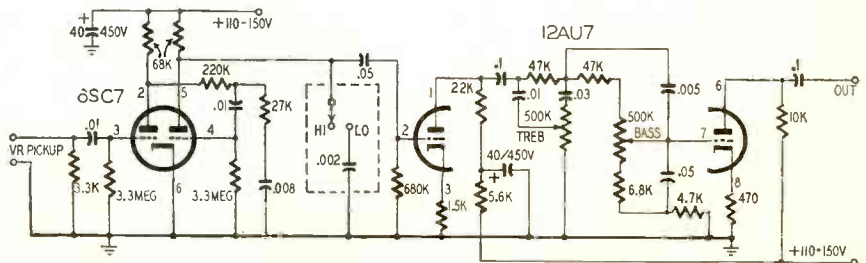 40
450V
+110-150V
68K
220K
.01
27K
.008
2
5
6SC7
3
4
6
VR PICKUP
.01
3.3K
3.3MEG
3.3MEG
.05
HI
LO
.002
680K
12AU7
1
2
3
1.5K
22K
.1
40/450V
+
5.6K
47K
.01
.03
500K
TREB
47K
500K
BASS
6.8K
.005
.05
4.7K
6
7
8
470
.1
OUT
10K
+110-150V